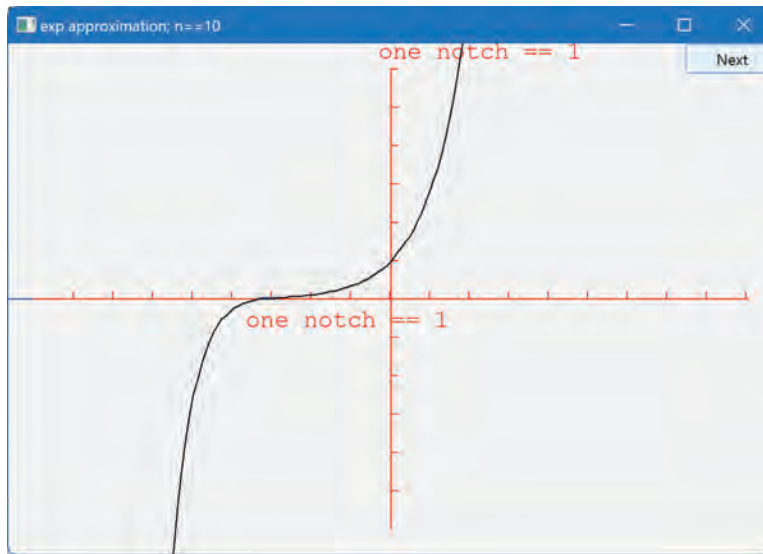 exp approximation; n==10
one notch == 1
Next
one notch == 1